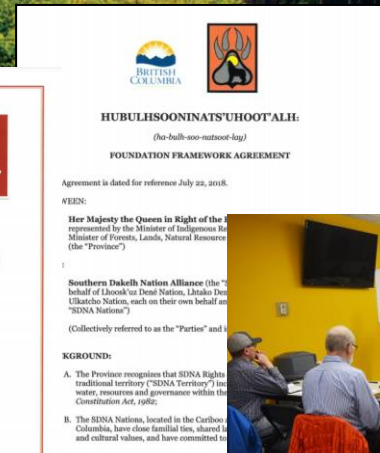 BRITISH
COLUMBIA
HUBULHSOONINATS'UHOOT'ALH:
(ha-bulh-soo-natsoot-lay)
FOUNDATION FRAMEWORK AGREEMENT
Agreement is dated for reference July 22, 2018.
Her Majesty the Queen in Right of the
represented by the Minister of Indigenous
Minister of Forests, Lands, Natural Resource
(the "Province")
:
Southern Dakelh Nation Alliance (the
behalf of Lhoosk'uz Dené Nation, Lhtako
Ulkatcho Nation, each on their own behalf an
"SDNA Nations")
(Collectively referred to as the "Parties" and
KGROUND:
A. The Province recognizes that SDNA Rights
traditional territory ("SDNA Territory")
water, resources and governance within the
Constitution Act, 1982;
B. The SDNA Nations, located in the Cariboo
Columbia, have close familial ties, shared
and cultural values, and have committed to